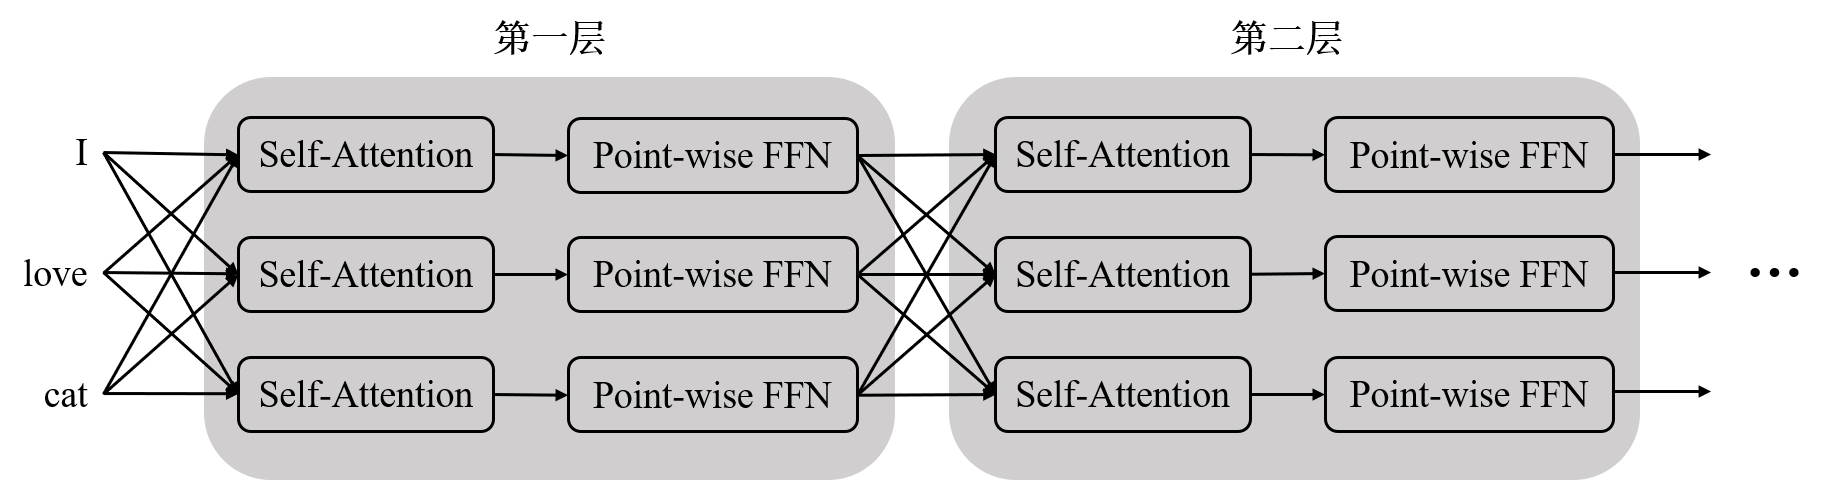 第一层
第二层
I
Self-Attention
Point-wise FFN
Self-Attention
Point-wise FFN
love
Self-Attention
Point-wise FFN
Self-Attention
Point-wise FFN
...
cat
Self-Attention
Point-wise FFN
Self-Attention
Point-wise FFN